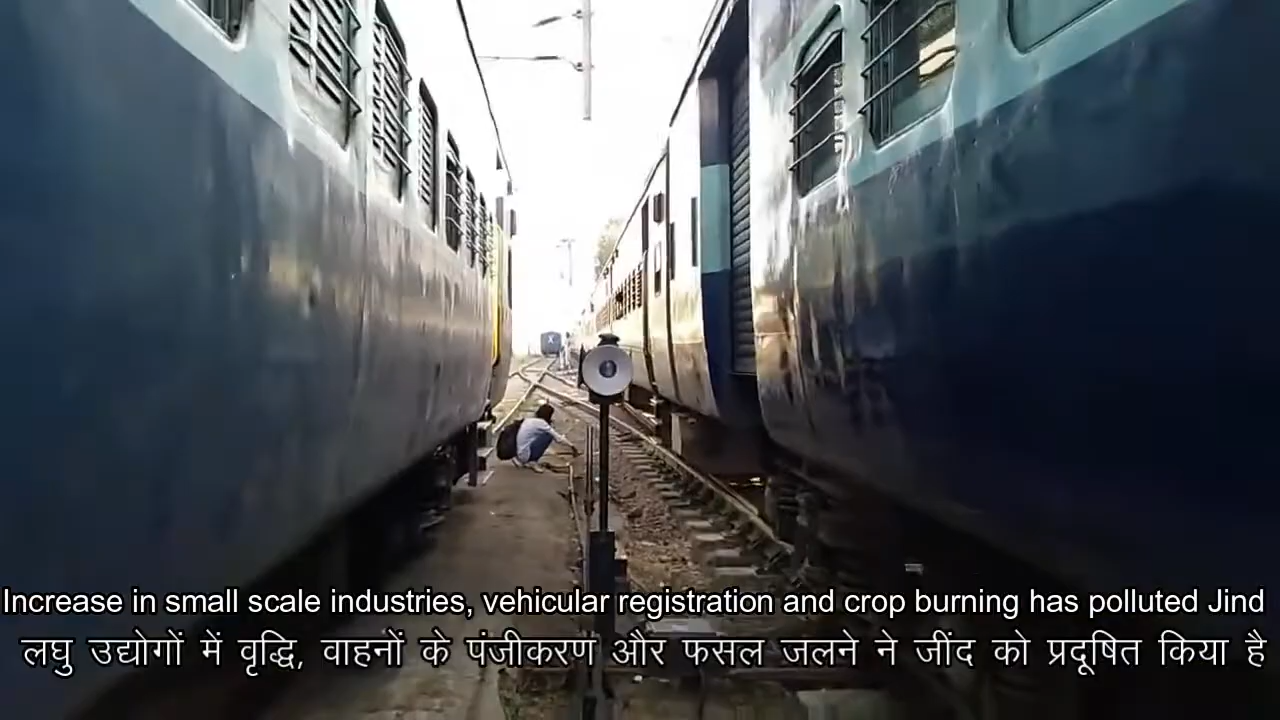 Increase in small scale industries, vehicular registration and crop burning has polluted Jind
लघु उद्योगों में वृद्धि, वाहनों के पंजीकरण और फसल जलने ने जींद को प्रदूषित किया है
X